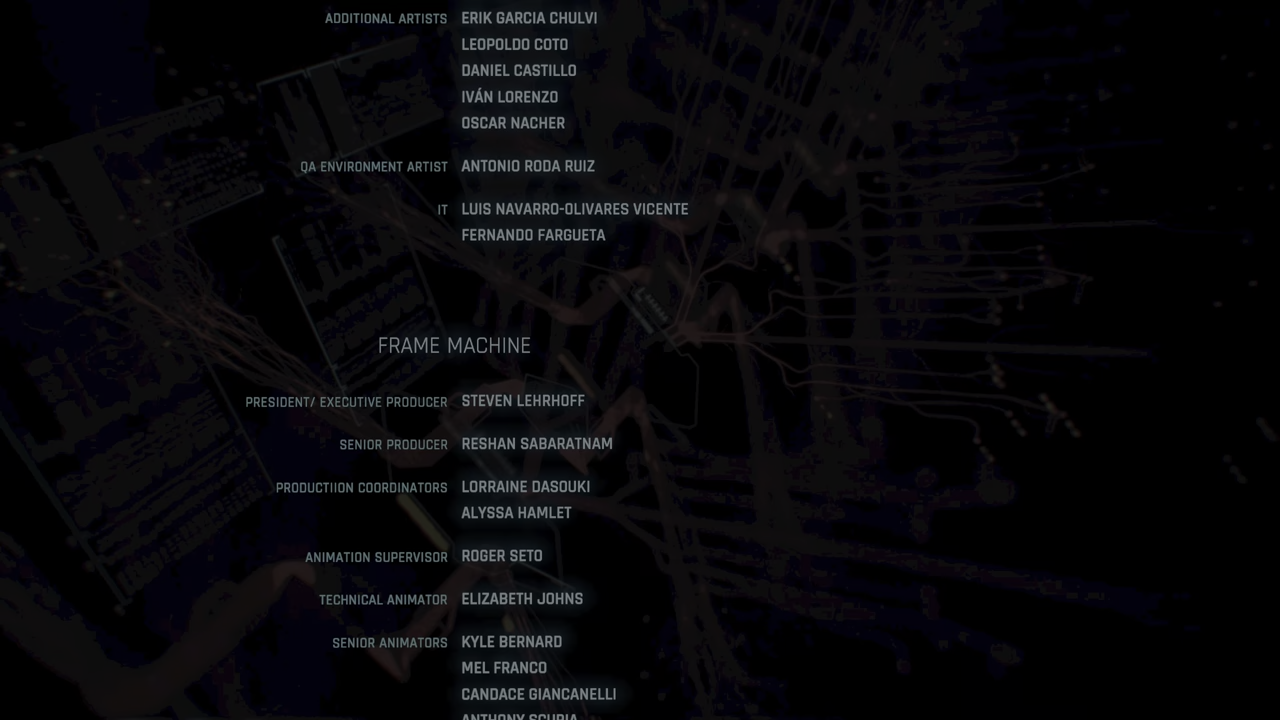 ADDITIONAL ARTISTS ERIK GARCIA CHULVI
LEOPOLDO COTO
DANIEL CASTILLO
IVÁN LORENZO
OSCAR NACHER
QA ENVIRONMENT ARTIST ANTONIO RODA RUIZ
IT LUIS NAVARRO-OLIVARES VICENTE
FERNANDO FARGUETA
FRAME MACHINE
PRESIDENT/ EXECUTIVE PRODUCER STEVEN LEHRHOFF
SENIOR PRODUCER RESHAN SABARATNAM
PRODUCTIION COORDINATORS LORRAINE DASOUKI
ALYSSA HAMLET
ANIMATION SUPERVISOR ROGER SETO
TECHNICAL ANIMATOR ELIZABETH JOHNS
SENIOR ANIMATORS KYLE BERNARD
MEL FRANCO
CANDACE GIANCANELLI
ANTHONY SCURIA